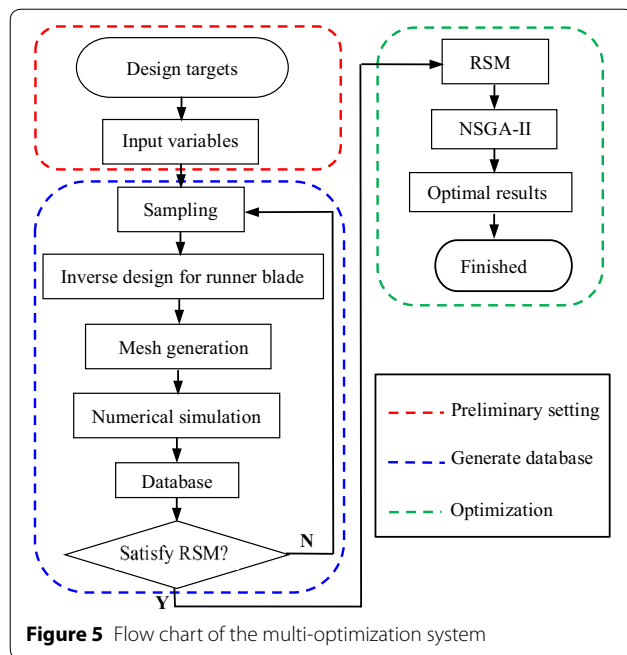 Design targets
Input variables
Sampling
Inverse design for runner blade
Mesh generation
Numerical simulation
Database
Satisfy RSM?
N
Y
RSM
NSGA-II
Optimal results
Finished
Preliminary setting
Generate database
Optimization
Figure 5 Flow chart of the multi-optimization system